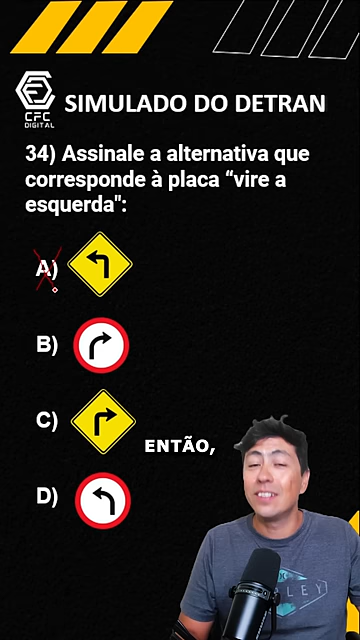 CFC
DIGITAL
SIMULADO DO DETRAN
34) Assinale a alternativa que
corresponde à placa “vire a
esquerda":
A)
B)
C)
ENTÃO,
D)